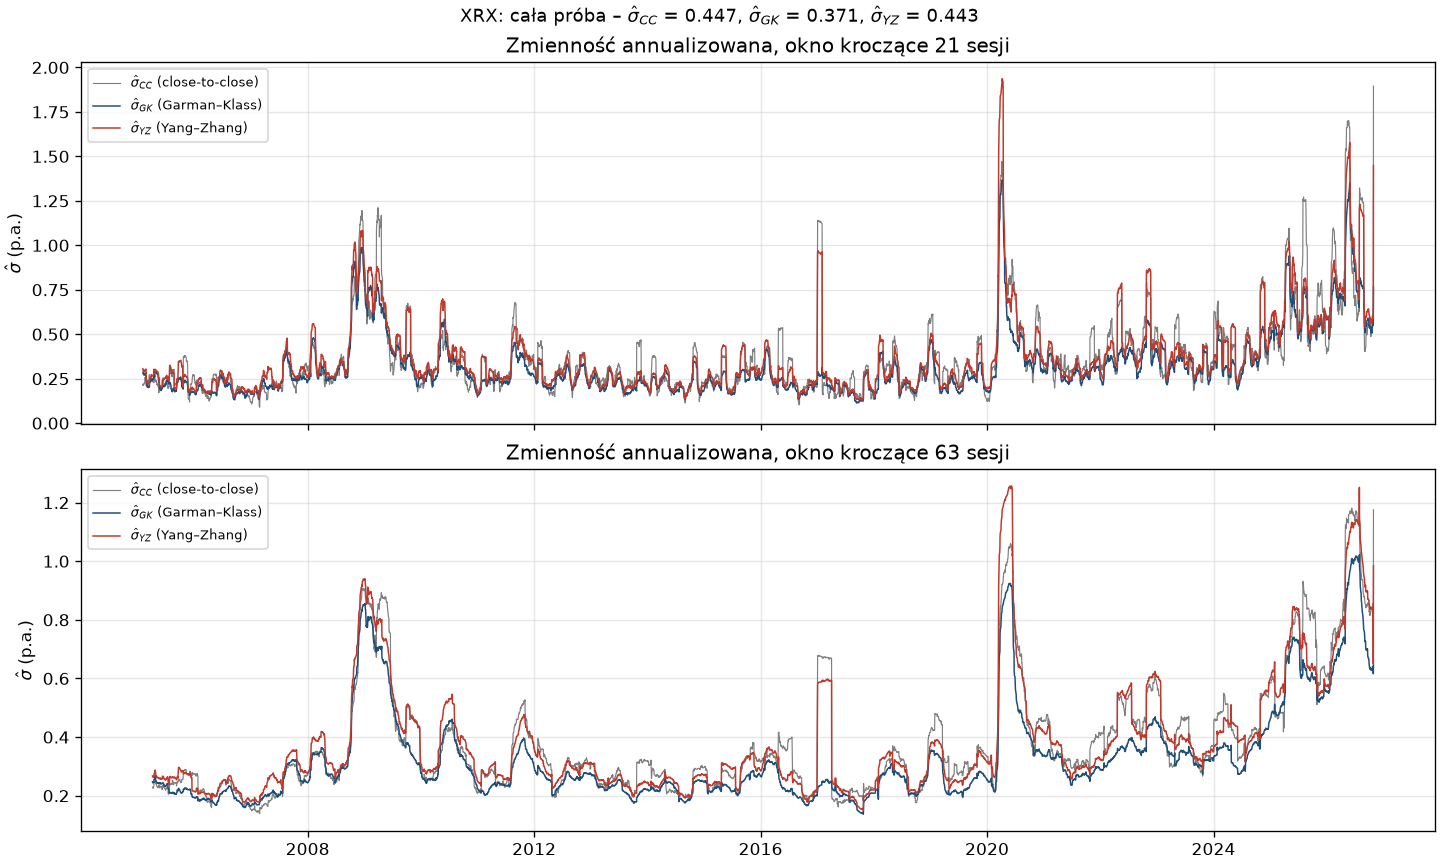 XRX: cała próba – σ̂CC = 0.447, σ̂GK = 0.371, σ̂YZ = 0.443
Zmienność annualizowana, okno kroczące 21 sesji
σ̂ (p.a.)
2.00
1.75
1.50
1.25
1.00
0.75
0.50
0.25
0.00
σ̂CC (close-to-close)
σ̂GK (Garman–Klass)
σ̂YZ (Yang–Zhang)
Zmienność annualizowana, okno kroczące 63 sesji
σ̂ (p.a.)
1.2
1.0
0.8
0.6
0.4
0.2
σ̂CC (close-to-close)
σ̂GK (Garman–Klass)
σ̂YZ (Yang–Zhang)
2008 2012 2016 2020 2024